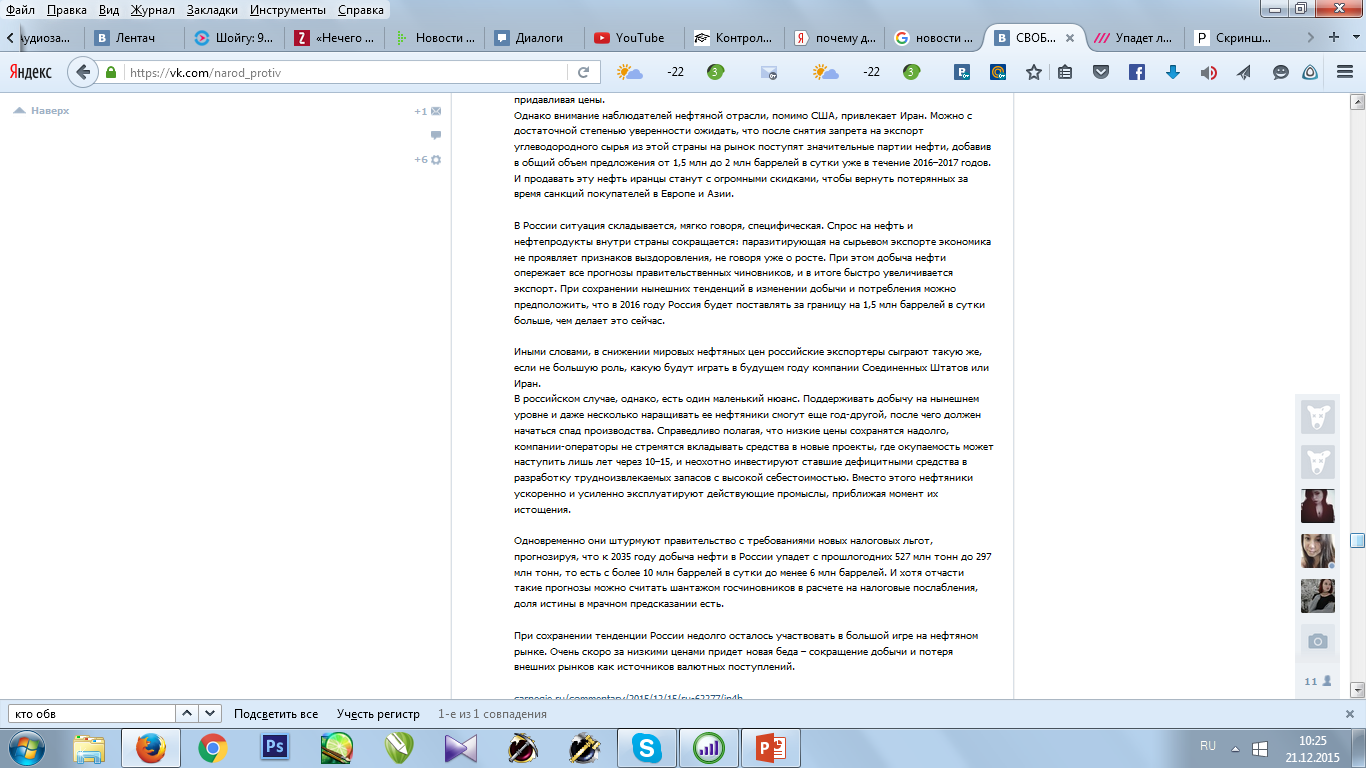 Файл Правка Вид Журнал Закладки Инструменты Справка
Аудиоза... Лентач Шойгу: 9... «Нечего ... Новости ... Диалоги YouTube Контрол... почему д... новости ... СВОБ... Упадет л... Скринш...
Яндекс https://vk.com/narod_protiv -22 3 -22 3
Наверх
+1
+6
придавливая цены.
Однако внимание наблюдателей нефтяной отрасли, помимо США, привлекает Иран. Можно с
достаточной степенью уверенности ожидать, что после снятия запрета на экспорт
углеводородного сырья из этой страны на рынок поступят значительные партии нефти, добавив
в общий объем предложения от 1,5 млн до 2 млн баррелей в сутки уже в течение 2016–2017 годов.
И продавать эту нефть иранцы станут с огромными скидками, чтобы вернуть потерянных за
время санкций покупателей в Европе и Азии.
В России ситуация складывается, мягко говоря, специфическая. Спрос на нефть и
нефтепродукты внутри страны сокращается: паразитирующая на сырьевом экспорте экономика
не проявляет признаков выздоровления, не говоря уже о росте. При этом добыча нефти
опережает все прогнозы правительственных чиновников, и в итоге быстро увеличивается
экспорт. При сохранении нынешних тенденций в изменении добычи и потребления можно
предположить, что в 2016 году Россия будет поставлять за границу на 1,5 млн баррелей в сутки
больше, чем делает это сейчас.
Иными словами, в снижении мировых нефтяных цен российские экспортеры сыграют такую же,
если не большую роль, какую будут играть в будущем году компании Соединенных Штатов или
Иран.
В российском случае, однако, есть один маленький нюанс. Поддерживать добычу на нынешнем
уровне и даже несколько наращивать ее нефтяники смогут еще год-другой, после чего должен
начаться спад производства. Справедливо полагая, что низкие цены сохранятся надолго,
компании-операторы не стремятся вкладывать средства в новые проекты, где окупаемость может
наступить лишь лет через 10–15, и неохотно инвестируют ставшие дефицитными средства в
разработку трудноизвлекаемых запасов с высокой себестоимостью. Вместо этого нефтяники
ускоренно и усиленно эксплуатируют действующие промыслы, приближая момент их
истощения.
Одновременно они штурмуют правительство с требованиями новых налоговых льгот,
прогнозируя, что к 2035 году добыча нефти в России упадет с прошлогодних 527 млн тонн до 297
млн тонн, то есть с более 10 млн баррелей в сутки до менее 6 млн баррелей. И хотя отчасти
такие прогнозы можно считать шантажом госчиновников в расчете на налоговые послабления,
доля истины в мрачном предсказании есть.
При сохранении тенденции России недолго осталось участвовать в большой игре на нефтяном
рынке. Очень скоро за низкими ценами придет новая беда – сокращение добычи и потеря
внешних рынков как источников валютных поступлений.
carnegie.ru/commentary/2015/12/15/ru-62277/in4h
11
кто обв Подсветить все Учесть регистр 1-е из 1 совпадения
RU 10:25
21.12.2015